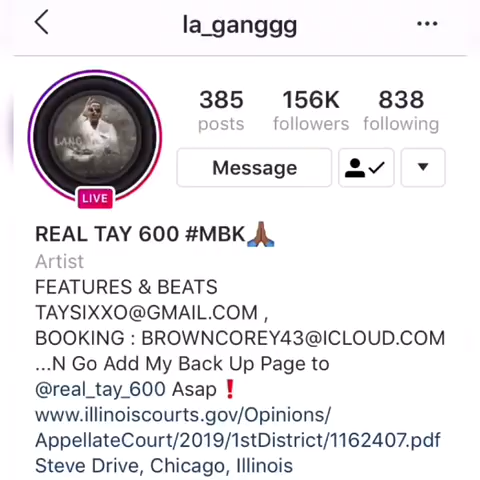 la_ganggg
385 156K 838
posts followers following
Message
LIVE
REAL TAY 600 #MBK🙏🏾
Artist
FEATURES & BEATS
TAYSIXXO@GMAIL.COM ,
BOOKING : BROWNCOREY43@ICLOUD.COM
...N Go Add My Back Up Page to
@real_tay_600 Asap❗
www.illinoiscourts.gov/Opinions/
AppellateCourt/2019/1stDistrict/1162407.pdf
Steve Drive, Chicago, Illinois